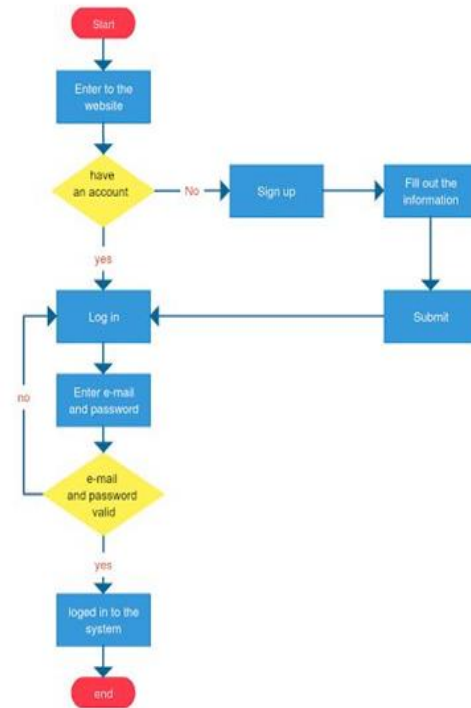 Start
Enter to the
website
have
an account
No
Sign up
Fill out the
information
yes
Log in
Submit
no
Enter e-mail
and password
e-mail
and password
valid
yes
loged in to the
system
end